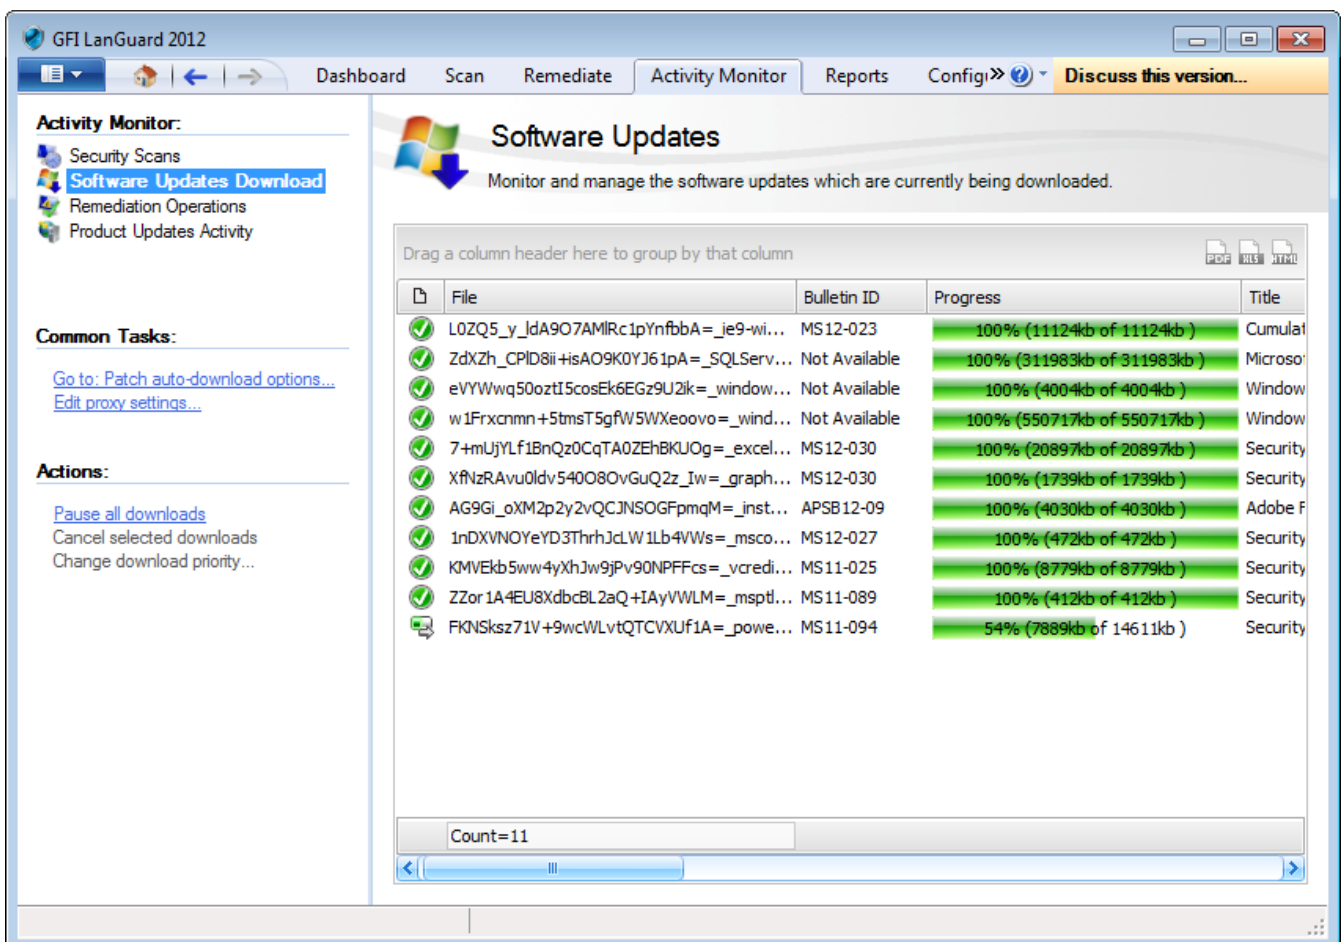 GFI LanGuard 2012
Dashboard Scan Remediate Activity Monitor Reports Configu » Discuss this version...
Activity Monitor:
Security Scans
Software Updates Download
Remediation Operations
Product Updates Activity
Common Tasks:
Go to: Patch auto-download options...
Edit proxy settings...
Actions:
Pause all downloads
Cancel selected downloads
Change download priority...
Software Updates
Monitor and manage the software updates which are currently being downloaded.
Drag a column header here to group by that column
PDF XLS HTML
File Bulletin ID Progress Title
L0ZQ5_y_ldA9O7AMlRc1pYnfbbA=_ie9-wi... MS12-023 100% (11124kb of 11124kb ) Cumulat
ZdXZh_CPlD8ii+isAO9K0YJ61pA=_SQLServ... Not Available 100% (311983kb of 311983kb ) Microsof
eVYWwq50oztI5cosEk6EGz9U2ik=_window... Not Available 100% (4004kb of 4004kb ) Window
w1Frxcnmn+5tmsT5gfW5WXeoovo=_wind... Not Available 100% (550717kb of 550717kb ) Window
7+mUjYLf1BnQz0CqTA0ZEhBKUOg=_excel... MS12-030 100% (20897kb of 20897kb ) Security
XfNzRAvu0ldv540O8OvGuQ2z_Iw=_graph... MS12-030 100% (1739kb of 1739kb ) Security
AG9Gi_oXM2p2y2vQCJNSOGFpmqM=_inst... APSB12-09 100% (4030kb of 4030kb ) Adobe F
1nDXVNOYeYD3ThrhJcLW1Lb4VWs=_msco... MS12-027 100% (472kb of 472kb ) Security
KMVEkb5ww4yXhJw9jPv90NPFFcs=_vcredi... MS11-025 100% (8779kb of 8779kb ) Security
ZZor1A4EU8XdbcBL2aQ+IAyVWLM=_msptl... MS11-089 100% (412kb of 412kb ) Security
FKNSksz71V+9wcWLvtQTCVXUf1A=_powe... MS11-094 54% (7889kb of 14611kb ) Security
Count=11